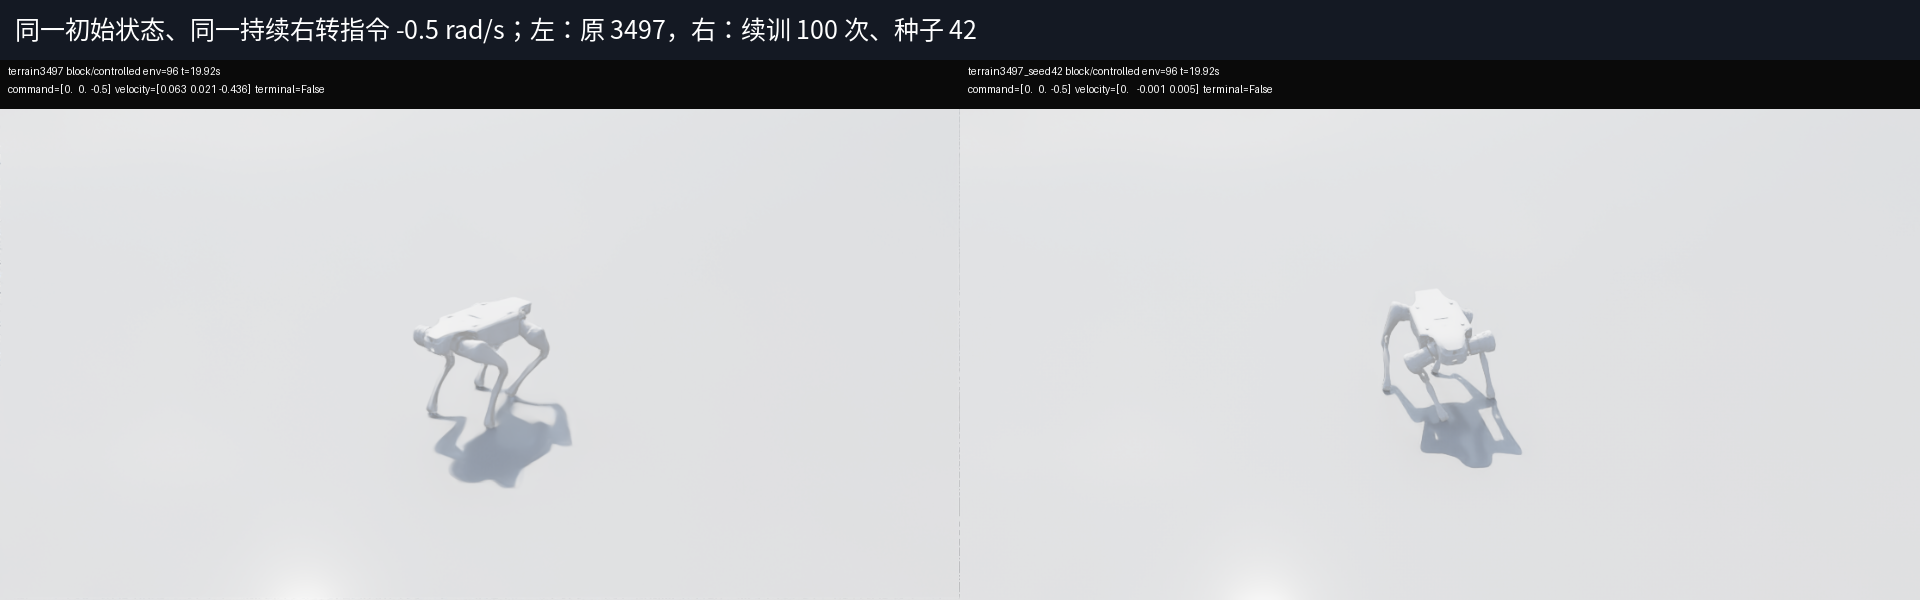 同一初始状态、同一持续右转指令 -0.5 rad/s；左：原 3497，右：续训 100 次、种子 42
terrain3497 block/controlled env=96 t=19.92s
command=[0. 0. -0.5] velocity=[0.063 0.021 -0.436] terminal=False
terrain3497_seed42 block/controlled env=96 t=19.92s
command=[0. 0. -0.5] velocity=[0. -0.001 0.005] terminal=False